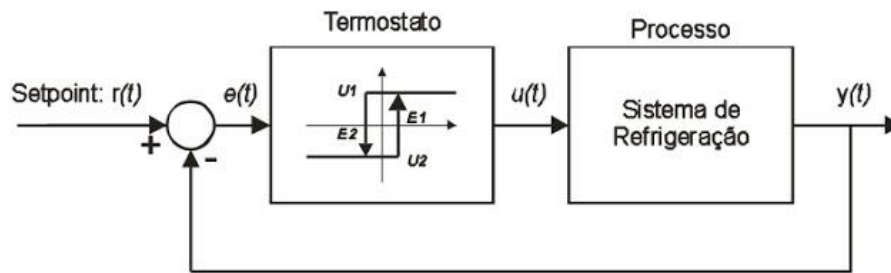 Termostato
Processo
Setpoint: r(t)
+
-
e(t)
U1
E1
E2
U2
u(t)
Sistema de
Refrigeração
y(t)